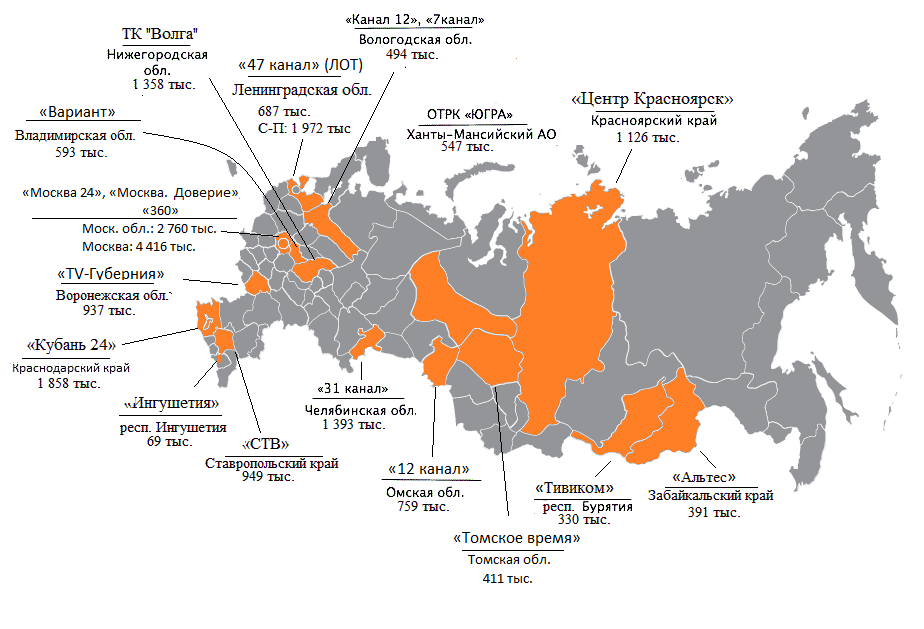 «Канал 12», «7канал»
Вологодская обл.
494 тыс.
ТК "Волга"
Нижегородская
обл.
1 358 тыс.
«47 канал» (ЛОТ)
Ленинградская обл.
687 тыс.
С-П: 1 972 тыс
«Центр Красноярск»
Красноярский край
1 126 тыс.
ОТРК «ЮГРА»
Ханты-Мансийский АО
547 тыс.
«Вариант»
Владимирская обл.
593 тыс.
«Москва 24», «Москва. Доверие»
«360»
Моск. обл.: 2 760 тыс.
Москва: 4 416 тыс.
«TV-Губерния»
Воронежская обл.
937 тыс.
«Кубань 24»
Краснодарский край
1 858 тыс.
«Ингушетия»
респ. Ингушетия
69 тыс.
«СТВ»
Ставропольский край
949 тыс.
«31 канал»
Челябинская обл.
1 393 тыс.
«12 канал»
Омская обл.
759 тыс.
«Тивиком»
респ. Бурятия
330 тыс.
«Альтес»
Забайкальский край
391 тыс.
«Томское время»
Томская обл.
411 тыс.